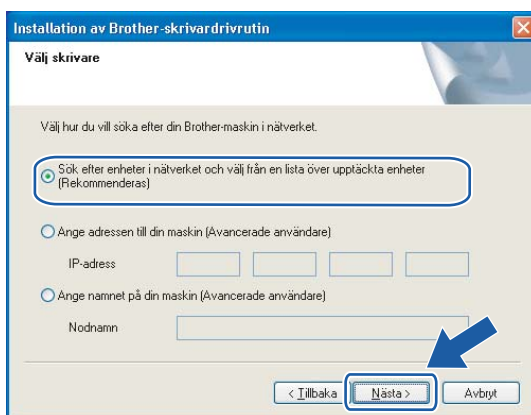 Installation av Brother-skrivardrivrutin
Välj skrivare
Välj hur du vill söka efter din Brother-maskin i nätverket.
Sök efter enheter i nätverket och välj från en lista över upptäckta enheter
(Rekommenderas)
Ange adressen till din maskin (Avancerade användare)
IP-adress
Ange namnet på din maskin (Avancerade användare)
Nodnamn
< Tillbaka Nästa > Avbryt